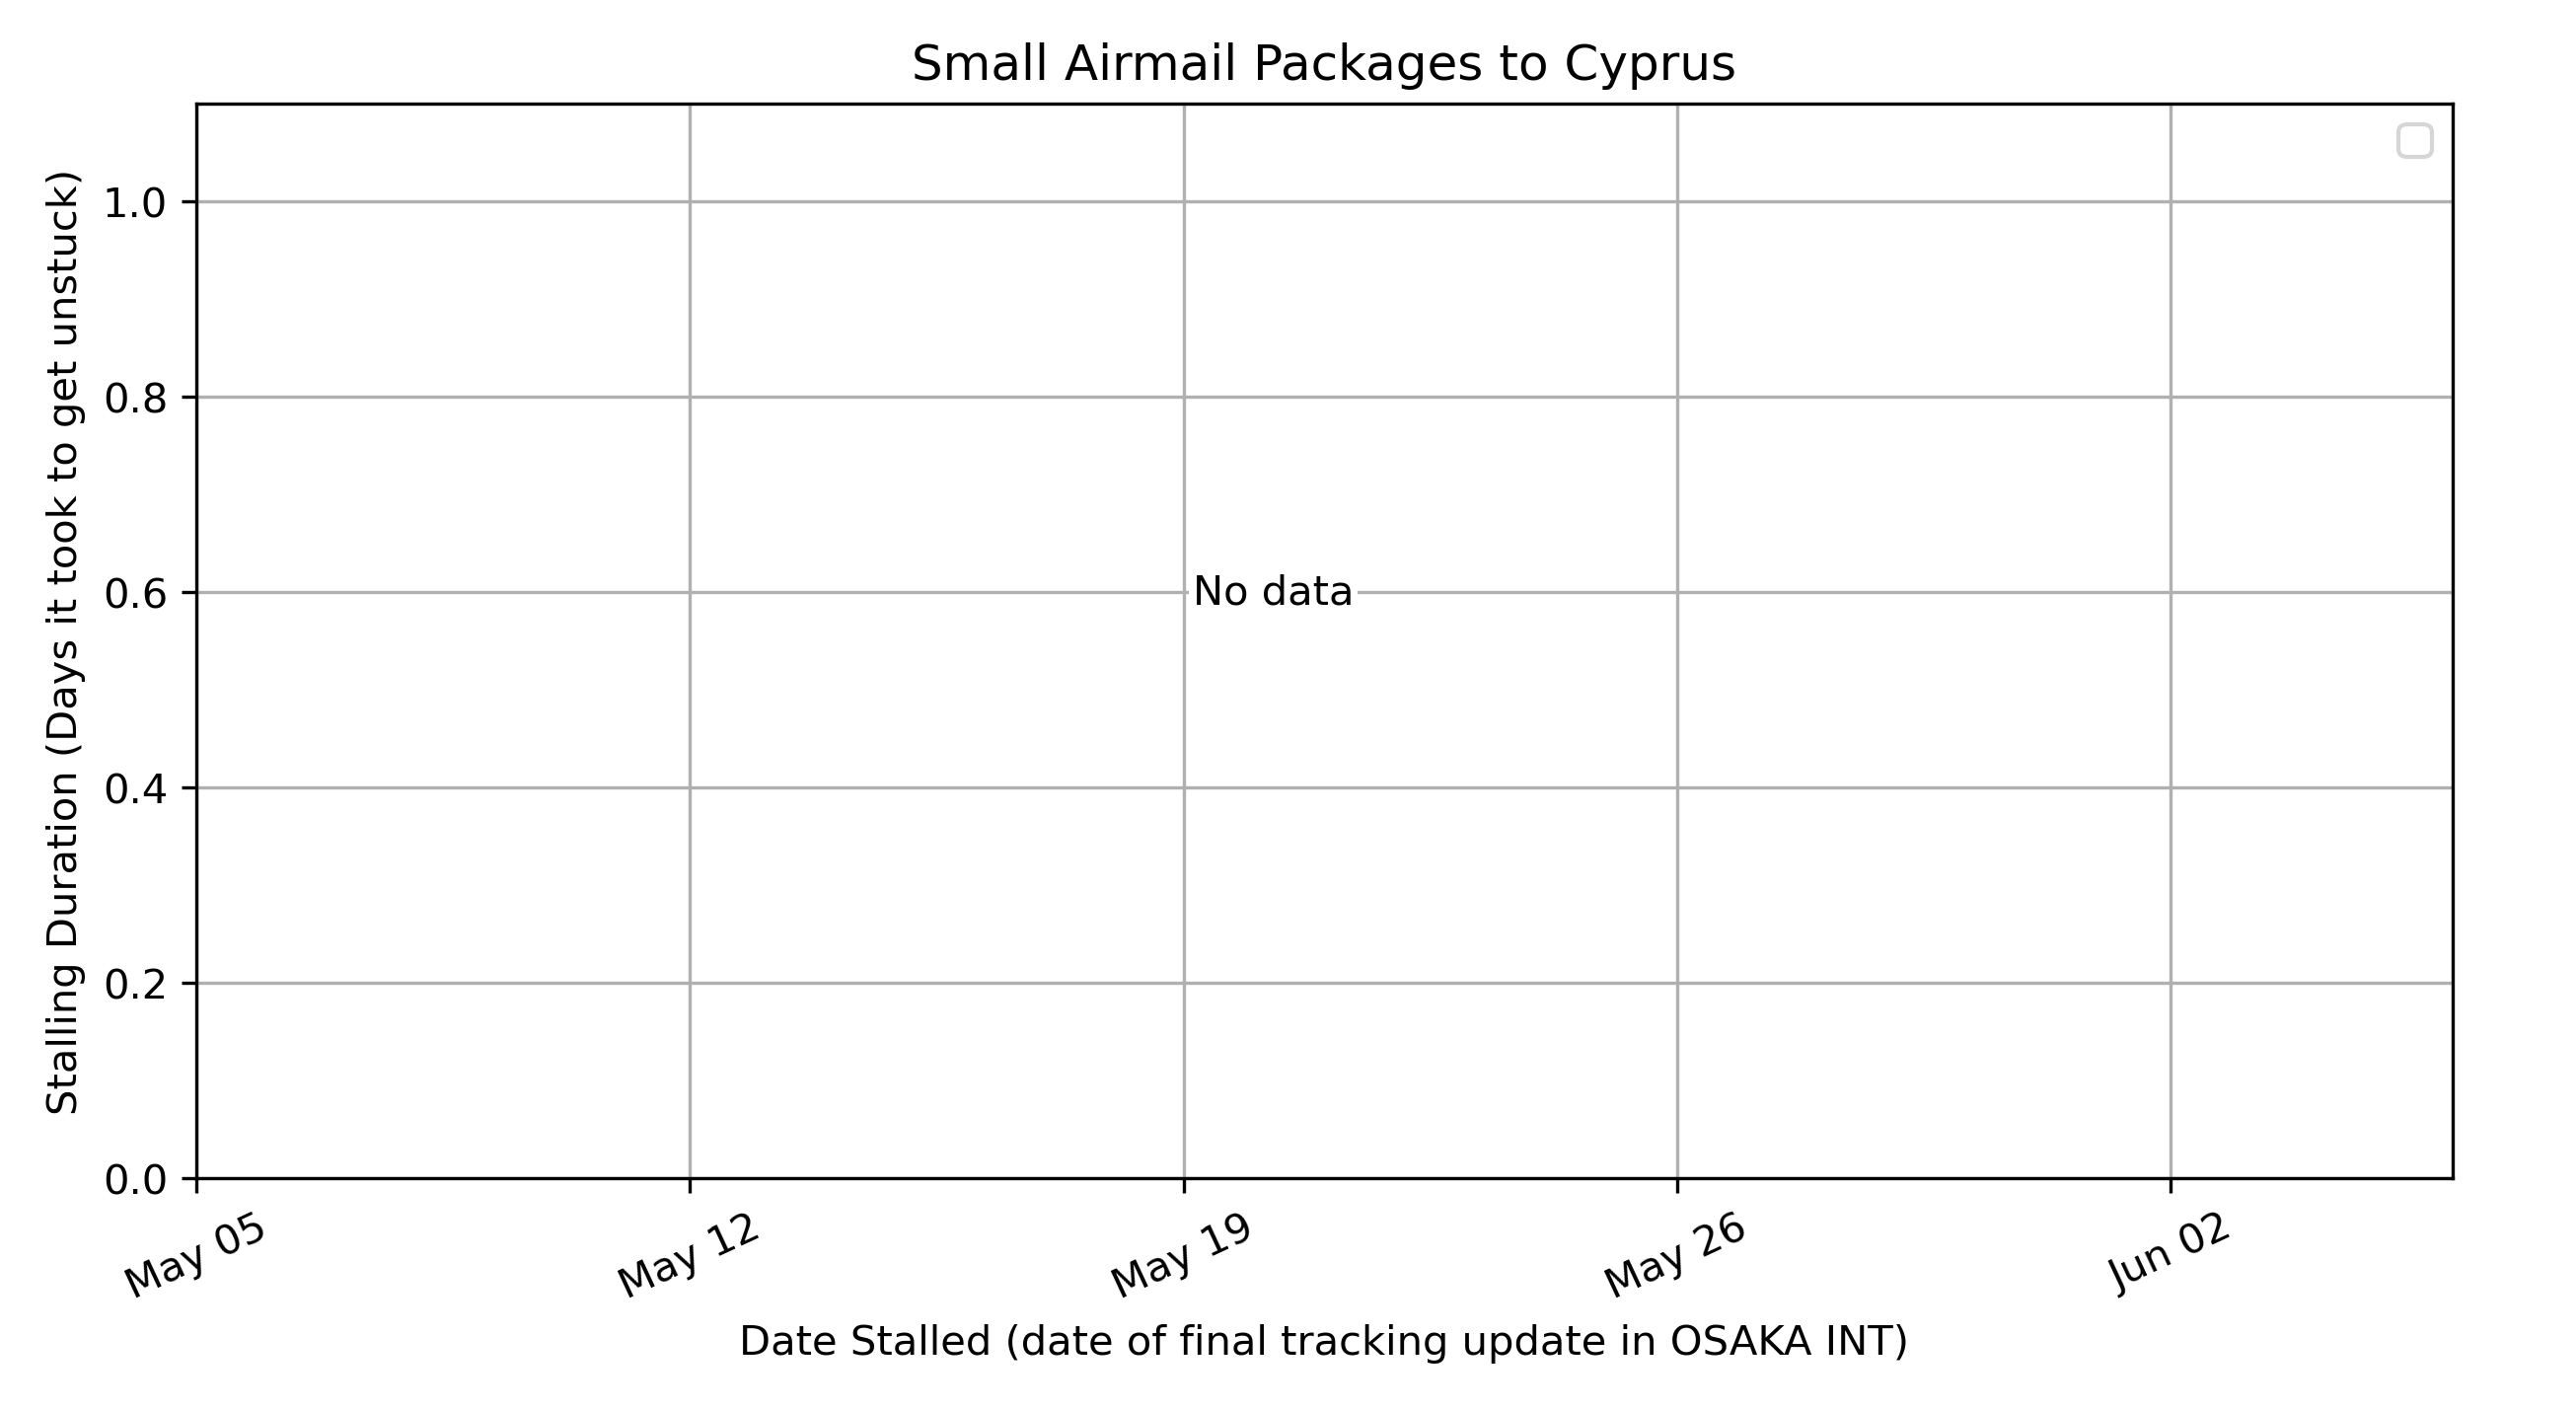 Small Airmail Packages to Cyprus
Stalling Duration (Days it took to get unstuck)
1.0
0.8
0.6
0.4
0.2
0.0
No data
May 05
May 12
May 19
May 26
Jun 02
Date Stalled (date of final tracking update in OSAKA INT)